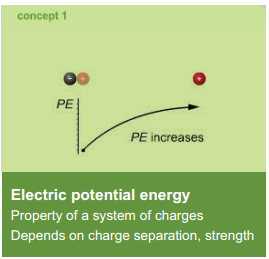 concept 1
PE
PE increases
Electric potential energy
Property of a system of charges
Depends on charge separation, strength